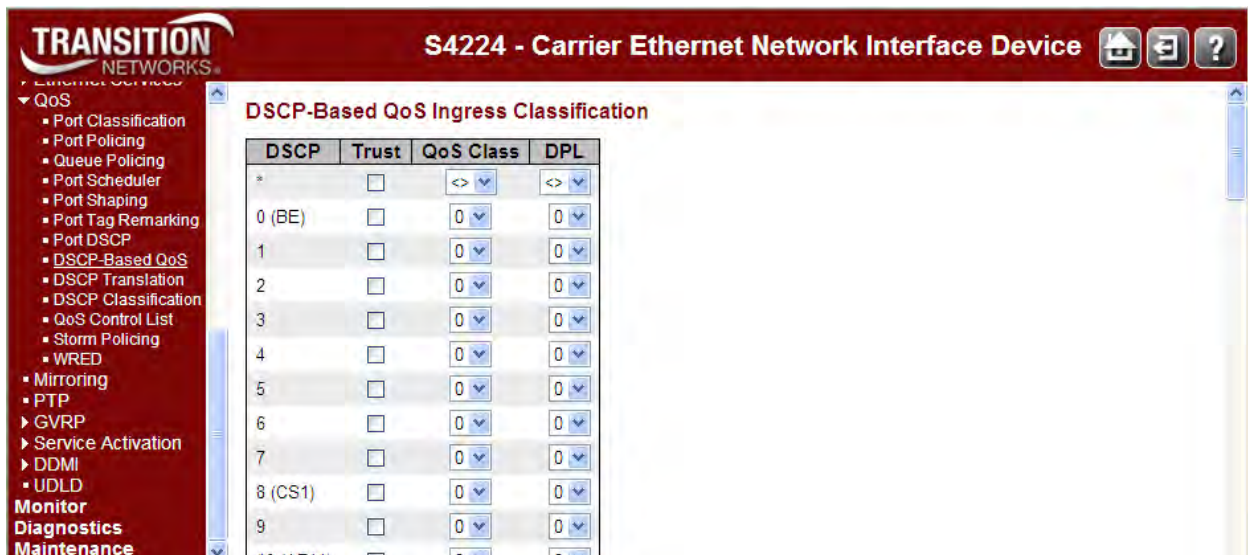 TRANSITION
NETWORKS
S4224 - Carrier Ethernet Network Interface Device
?
Ethernet Services
QoS
Port Classification
Port Policing
Queue Policing
Port Scheduler
Port Shaping
Port Tag Remarking
Port DSCP
DSCP-Based QoS
DSCP Translation
DSCP Classification
QoS Control List
Storm Policing
WRED
Mirroring
PTP
GVRP
Service Activation
DDMI
UDLD
Monitor
Diagnostics
Maintenance
DSCP-Based QoS Ingress Classification
DSCP Trust QoS Class DPL
* <> <>
0 (BE) 0 0
1 0 0
2 0 0
3 0 0
4 0 0
5 0 0
6 0 0
7 0 0
8 (CS1) 0 0
9 0 0